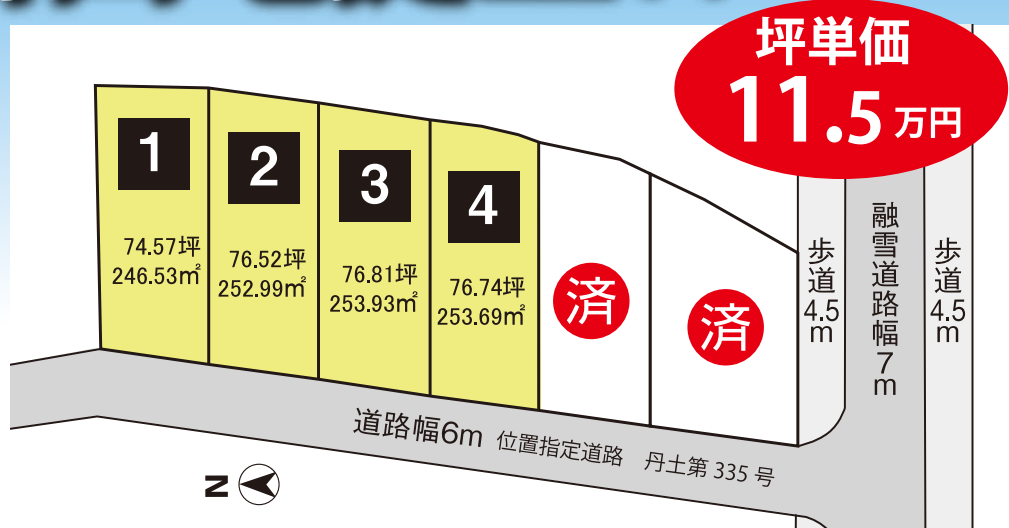 坪単価
11.5万円
1
74.57坪
246.53㎡
2
76.52坪
252.99㎡
3
76.81坪
253.93㎡
4
76.74坪
253.69㎡
済
済
歩道4.5m
融雪道路幅7m
歩道4.5m
道路幅6m 位置指定道路 丹土第335号
N